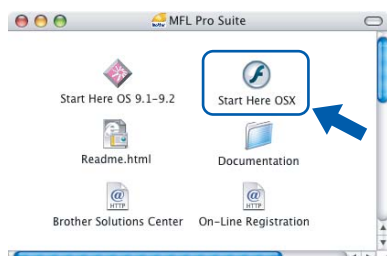 MFL Pro Suite
Start Here OS 9.1-9.2
Start Here OSX
Readme.html
Documentation
@
HTTP
@
HTTP
Brother Solutions Center
On-Line Registration